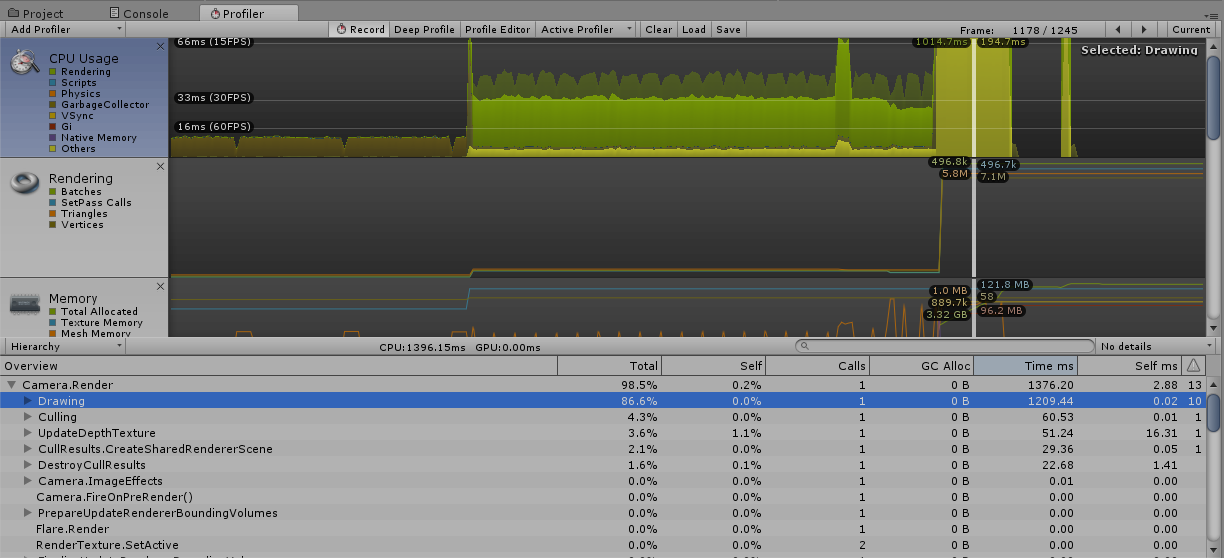 Project Console Profiler
Add Profiler Record Deep Profile Profile Editor Active Profiler Clear Load Save Frame: 1178 / 1245 Current
CPU Usage
Rendering
Scripts
Physics
GarbageCollector
VSync
Gi
Native Memory
Others
66ms (15FPS)
33ms (30FPS)
16ms (60FPS)
1014.7ms 194.7ms
Selected: Drawing
Rendering
Batches
SetPass Calls
Triangles
Vertices
496.8k 496.7k
5.8M 7.1M
Memory
Total Allocated
Texture Memory
Mesh Memory
1.0 MB 121.8 MB
889.7k 58
3.32 GB 96.2 MB
Hierarchy CPU:1396.15ms GPU:0.00ms No details
Overview Total Self Calls GC Alloc Time ms Self ms
Camera.Render 98.5% 0.2% 1 0 B 1376.20 2.88 13
Drawing 86.6% 0.0% 1 0 B 1209.44 0.02 10
Culling 4.3% 0.0% 1 0 B 60.53 0.01 1
UpdateDepthTexture 3.6% 1.1% 1 0 B 51.24 16.31 1
CullResults.CreateSharedRendererScene 2.1% 0.0% 1 0 B 29.36 0.05 1
DestroyCullResults 1.6% 0.1% 1 0 B 22.68 1.41
Camera.ImageEffects 0.0% 0.0% 1 0 B 0.01 0.00
Camera.FireOnPreRender() 0.0% 0.0% 1 0 B 0.00 0.00
PrepareUpdateRendererBoundingVolumes 0.0% 0.0% 1 0 B 0.00 0.00
Flare.Render 0.0% 0.0% 1 0 B 0.00 0.00
RenderTexture.SetActive 0.0% 0.0% 2 0 B 0.00 0.00